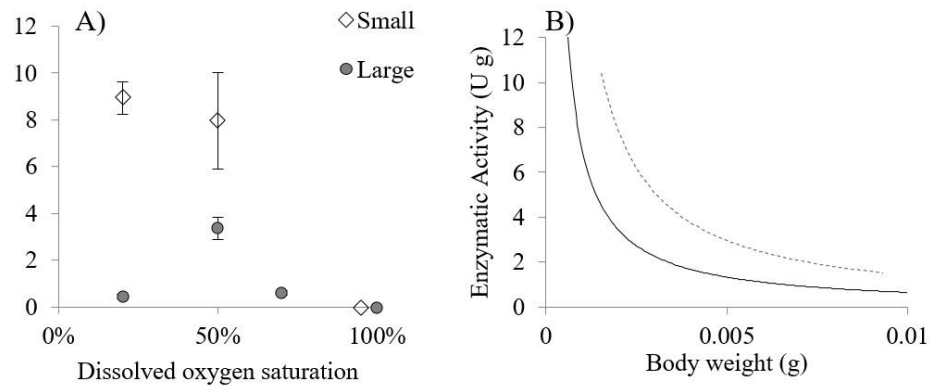 A)
Small
Large
12
10
8
6
4
2
0
0%
50%
100%
Dissolved oxygen saturation
B)
Enzymatic Activity (U g)
12
10
8
6
4
2
0
0
0.005
0.01
Body weight (g)